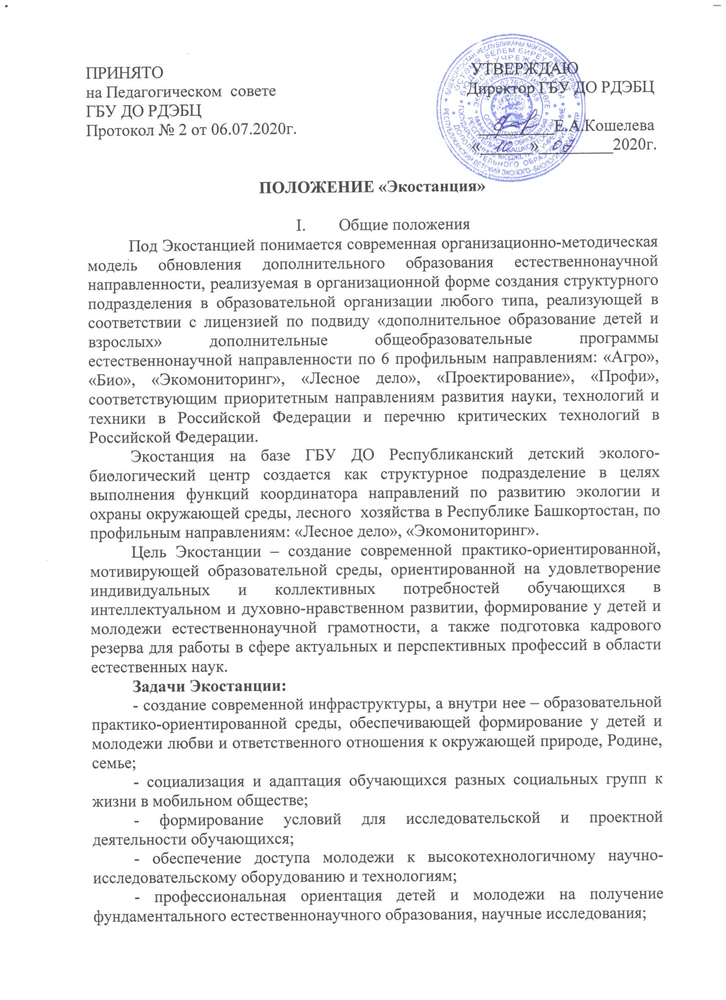 ПРИНЯТО
на Педагогическом совете
ГБУ ДО РДЭБЦ
Протокол № 2 от 06.07.2020г.
УТВЕРЖДАЮ
Директор ГБУ ДО РДЭБЦ
Е.А.Кошелева
« » 2020г.
ПОЛОЖЕНИЕ «Экостанция»
I. Общие положения
Под Экостанцией понимается современная организационно-методическая
модель обновления дополнительного образования естественнонаучной
направленности, реализуемая в организационной форме создания структурного
подразделения в образовательной организации любого типа, реализующей в
соответствии с лицензией по подвиду «дополнительное образование детей и
взрослых» дополнительные общеобразовательные программы
естественнонаучной направленности по 6 профильным направлениям: «Агро»,
«Био», «Экомониторинг», «Лесное дело», «Проектирование», «Профи»,
соответствующим приоритетным направлениям развития науки, технологий и
техники в Российской Федерации и перечню критических технологий в
Российской Федерации.
Экостанция на базе ГБУ ДО Республиканский детский эколого-
биологический центр создается как структурное подразделение в целях
выполнения функций координатора направлений по развитию экологии и
охраны окружающей среды, лесного хозяйства в Республике Башкортостан, по
профильным направлениям: «Лесное дело», «Экомониторинг».
Цель Экостанции – создание современной практико-ориентированной,
мотивирующей образовательной среды, ориентированной на удовлетворение
индивидуальных и коллективных потребностей обучающихся в
интеллектуальном и духовно-нравственном развитии, формирование у детей и
молодежи естественнонаучной грамотности, а также подготовка кадрового
резерва для работы в сфере актуальных и перспективных профессий в области
естественных наук.
Задачи Экостанции:
- создание современной инфраструктуры, а внутри нее – образовательной
практико-ориентированной среды, обеспечивающей формирование у детей и
молодежи любви и ответственного отношения к окружающей природе, Родине,
семье;
- социализация и адаптация обучающихся разных социальных групп к
жизни в мобильном обществе;
- формирование условий для исследовательской и проектной
деятельности обучающихся;
- обеспечение доступа молодежи к высокотехнологичному научно-
исследовательскому оборудованию и технологиям;
- профессиональная ориентация детей и молодежи на получение
фундаментального естественнонаучного образования, научные исследования;